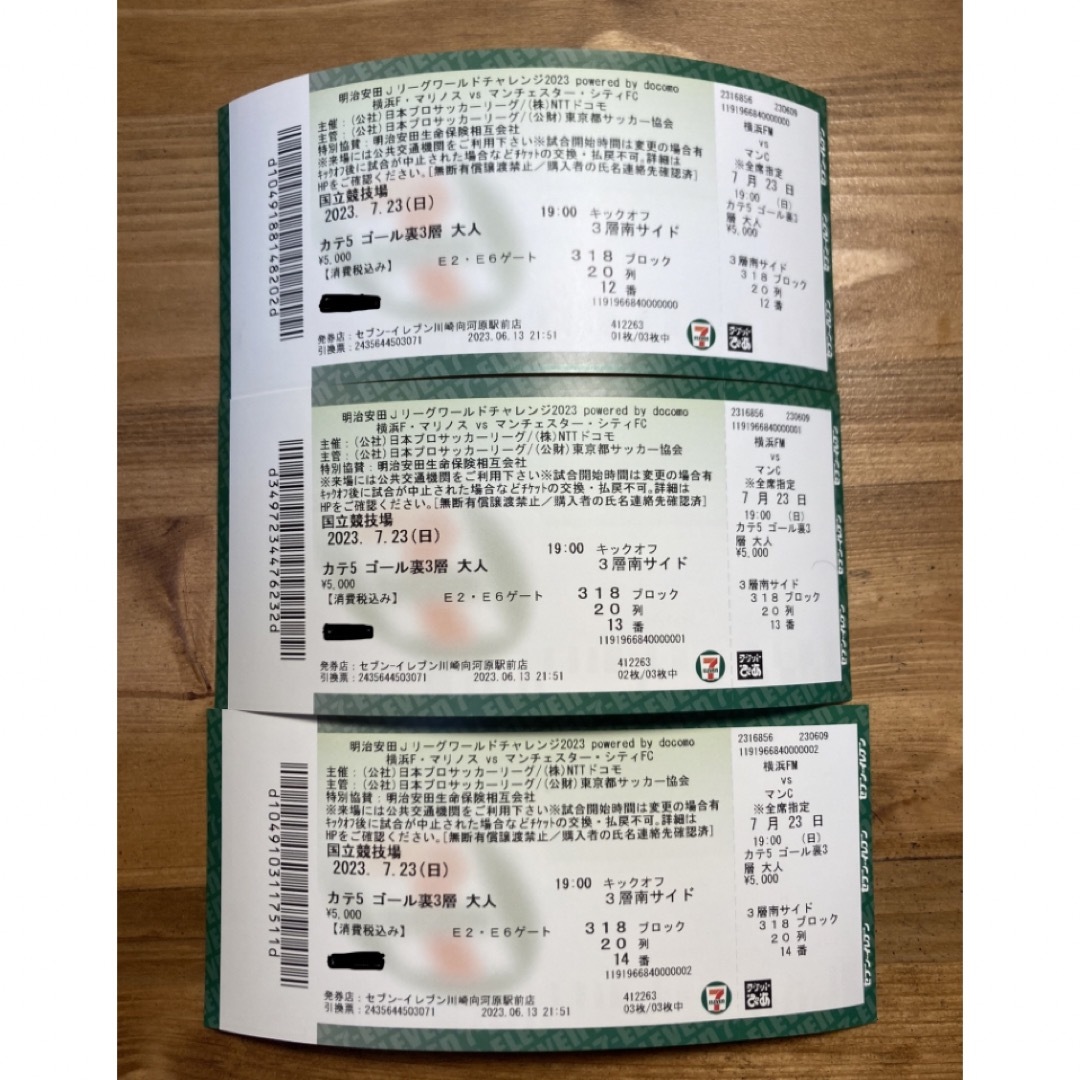 明治安田Jリーグワールドチャレンジ2023 powered by docomo
横浜F・マリノス vs マンチェスター・シティFC
主催：(公社)日本プロサッカーリーグ/(株)NTTドコモ
主管：(公社)日本プロサッカーリーグ/(公財)東京都サッカー協会
特別協賛：明治安田生命保険相互会社
※来場には公共交通機関をご利用下さい※試合開始時間は変更の場合有
ｷｯｸｵﾌ後に試合が中止された場合などﾁｹｯﾄの交換・払戻不可。詳細は
HPをご確認ください。[無断有償譲渡禁止／購入者の氏名連絡先確認済]
国立競技場
2023. 7.23(日)
19:00 キックオフ
カテ5 ゴール裏3層 大人
3層南サイド
¥5,000
【消費税込み】
E2・E6ゲート
318 ブロック
20 列
12 番
1191966840000000
発券店：セブン-イレブン川崎向河原駅前店
412263
引換票：2435644503071
2023.06.13 21:51
01枚/03枚中
d1049188148202d
7 ELEVEN
チケットぴあ
2316856 230609
1191966840000000
横浜FM
vs
マンC
※全席指定
7月23日
19:00 (日)
カテ5 ゴール裏3
層 大人
¥5,000
3層南サイド
318 ブロック
20 列
12 番
明治安田Jリーグワールドチャレンジ2023 powered by docomo
横浜F・マリノス vs マンチェスター・シティFC
主催：(公社)日本プロサッカーリーグ/(株)NTTドコモ
主管：(公社)日本プロサッカーリーグ/(公財)東京都サッカー協会
特別協賛：明治安田生命保険相互会社
※来場には公共交通機関をご利用下さい※試合開始時間は変更の場合有
ｷｯｸｵﾌ後に試合が中止された場合などﾁｹｯﾄの交換・払戻不可。詳細は
HPをご確認ください。[無断有償譲渡禁止／購入者の氏名連絡先確認済]
国立競技場
2023. 7.23(日)
19:00 キックオフ
カテ5 ゴール裏3層 大人
3層南サイド
¥5,000
【消費税込み】
E2・E6ゲート
318 ブロック
20 列
13 番
1191966840000001
発券店：セブン-イレブン川崎向河原駅前店
412263
引換票：2435644503071
2023.06.13 21:51
02枚/03枚中
d3497234476232d
7 ELEVEN
チケットぴあ
2316856 230609
1191966840000001
横浜FM
vs
マンC
※全席指定
7月23日
19:00 (日)
カテ5 ゴール裏3
層 大人
¥5,000
3層南サイド
318 ブロック
20 列
13 番
明治安田Jリーグワールドチャレンジ2023 powered by docomo
横浜F・マリノス vs マンチェスター・シティFC
主催：(公社)日本プロサッカーリーグ/(株)NTTドコモ
主管：(公社)日本プロサッカーリーグ/(公財)東京都サッカー協会
特別協賛：明治安田生命保険相互会社
※来場には公共交通機関をご利用下さい※試合開始時間は変更の場合有
ｷｯｸｵﾌ後に試合が中止された場合などﾁｹｯﾄの交換・払戻不可。詳細は
HPをご確認ください。[無断有償譲渡禁止／購入者の氏名連絡先確認済]
国立競技場
2023. 7.23(日)
19:00 キックオフ
カテ5 ゴール裏3層 大人
3層南サイド
¥5,000
【消費税込み】
E2・E6ゲート
318 ブロック
20 列
14 番
1191966840000002
発券店：セブン-イレブン川崎向河原駅前店
412263
引換票：2435644503071
2023.06.13 21:51
03枚/03枚中
d10491031175​11d
7 ELEVEN
チケットぴあ
2316856 230609
1191966840000002
横浜FM
vs
マンC
※全席指定
7月23日
19:00 (日)
カテ5 ゴール裏3
層 大人
¥5,000
3層南サイド
318 ブロック
20 列
14 番